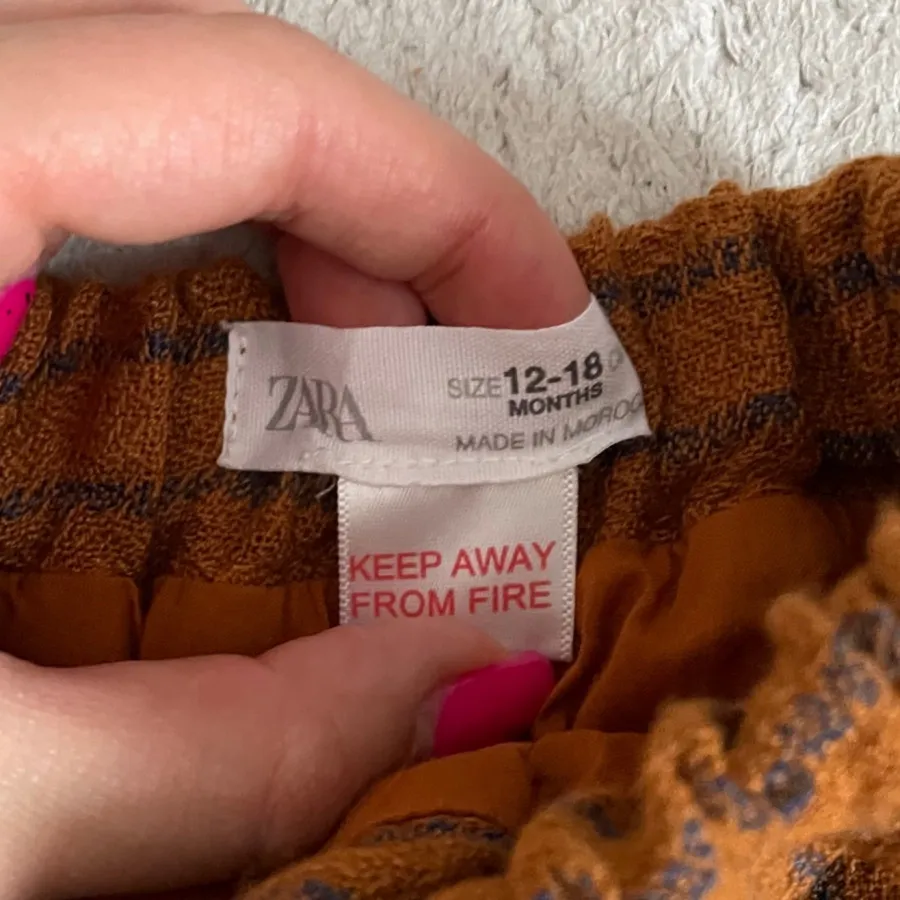 ZARA
SIZE 12-18
MONTHS
MADE IN
KEEP AWAY
FROM FIRE